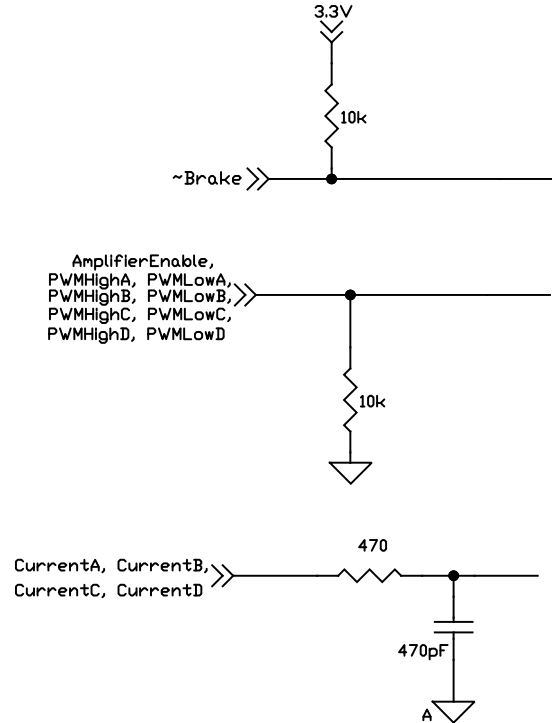 3.3V
10k
~Brake
AmplifierEnable,
PWMHighA, PWMLowA,
PWMHighB, PWMLowB,
PWMHighC, PWMLowC,
PWMHighD, PWMLowD
10k
470
CurrentA, CurrentB,
CurrentC, CurrentD
470pF
A